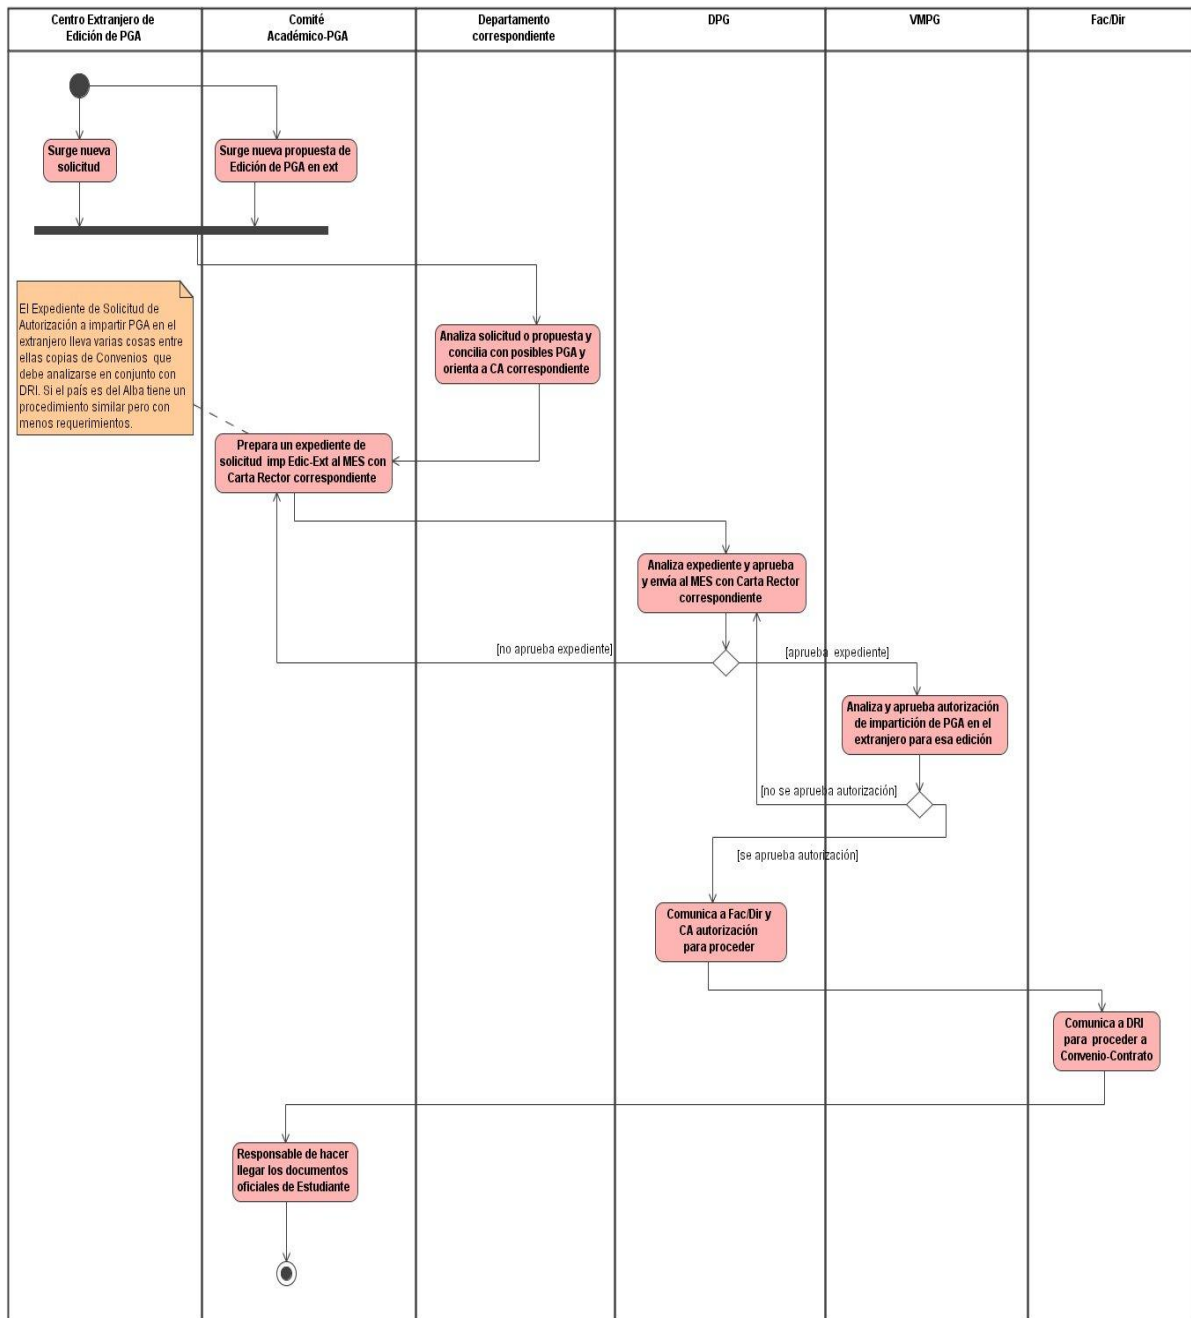 Centro Extranjero de
Edición de PGA
Comité
Académico-PGA
Departamento
correspondiente
DPG
VMPG
Fac/Dir
Surge nueva
solicitud
Surge nueva propuesta de
Edición de PGA en ext
El Expediente de Solicitud de
Autorización a impartir PGA en el
extranjero lleva varias cosas entre
ellas copias de Convenios que
debe analizarse en conjunto con
DRI. Si el país es del Alba tiene un
procedimiento similar pero con
menos requerimientos.
Analiza solicitud o propuesta y
concilia con posibles PGA y
orienta a CA correspondiente
Prepara un expediente de
solicitud imp Edic-Ext al MES con
Carta Rector correspondiente
Analiza expediente y aprueba
y envía al MES con Carta Rector
correspondiente
[no aprueba expediente]
[aprueba expediente]
Analiza y aprueba autorización
de impartición de PGA en el
extranjero para esa edición
[no se aprueba autorización]
[se aprueba autorización]
Comunica a Fac/Dir y
CA autorización
para proceder
Comunica a DRI
para proceder a
Convenio-Contrato
Responsable de hacer
llegar los documentos
oficiales de Estudiante